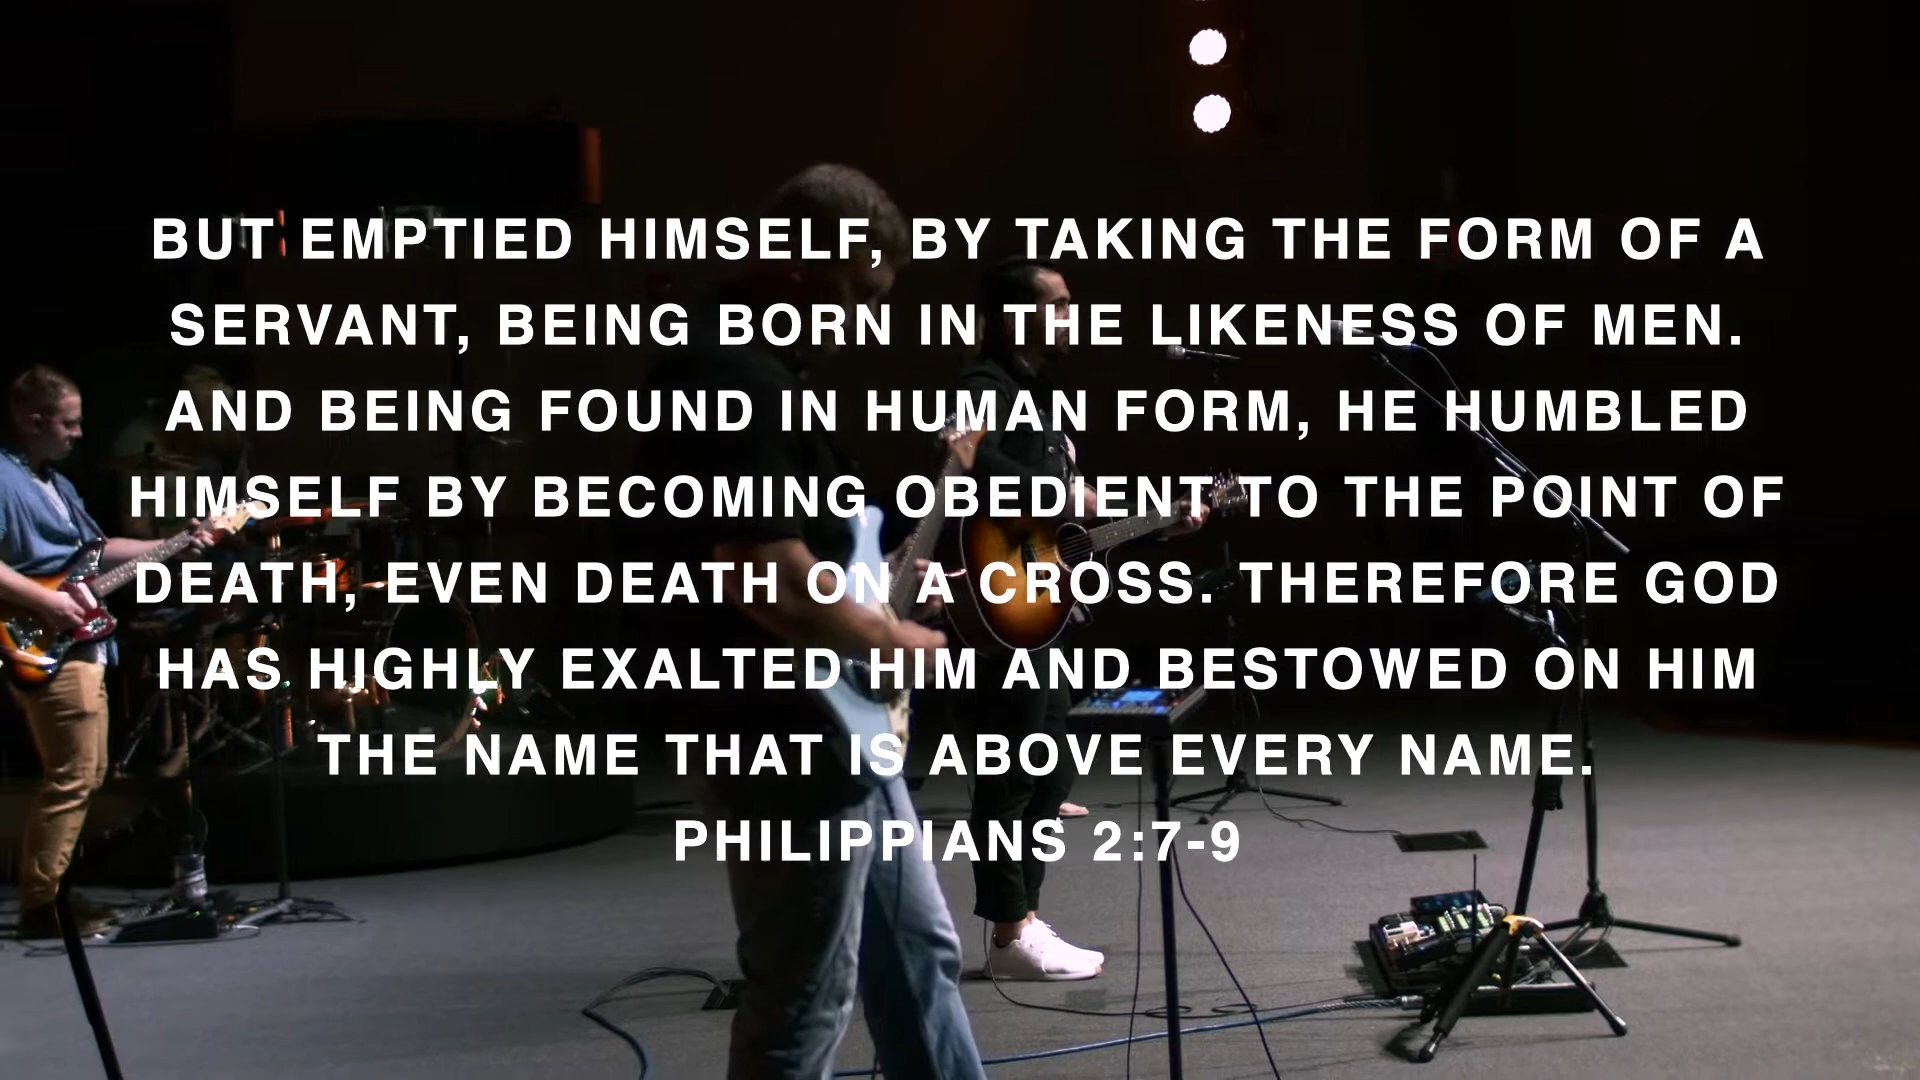 BUT EMPTIED HIMSELF, BY TAKING THE FORM OF A
SERVANT, BEING BORN IN THE LIKENESS OF MEN.
AND BEING FOUND IN HUMAN FORM, HE HUMBLED
HIMSELF BY BECOMING OBEDIENT TO THE POINT OF
DEATH, EVEN DEATH ON A CROSS. THEREFORE GOD
HAS HIGHLY EXALTED HIM AND BESTOWED ON HIM
THE NAME THAT IS ABOVE EVERY NAME.
PHILIPPIANS 2:7-9